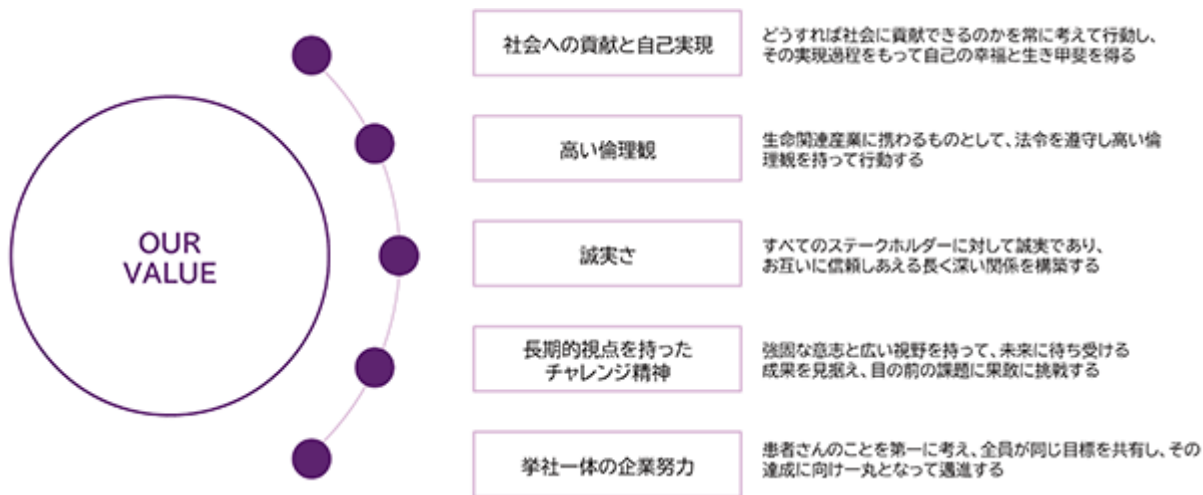 OUR
VALUE
社会への貢献と自己実現
どうすれば社会に貢献できるのかを常に考えて行動し、
その実現過程をもって自己の幸福と生き甲斐を得る
高い倫理観
生命関連産業に携わるものとして、法令を遵守し高い倫
理観を持って行動する
誠実さ
すべてのステークホルダーに対して誠実であり、
お互いに信頼しあえる長く深い関係を構築する
長期的視点を持った
チャレンジ精神
強固な意志と広い視野を持って、未来に待ち受ける
成果を見据え、目の前の課題に果敢に挑戦する
挙社一体の企業努力
患者さんのことを第一に考え、全員が同じ目標を共有し、その
達成に向け一丸となって邁進する